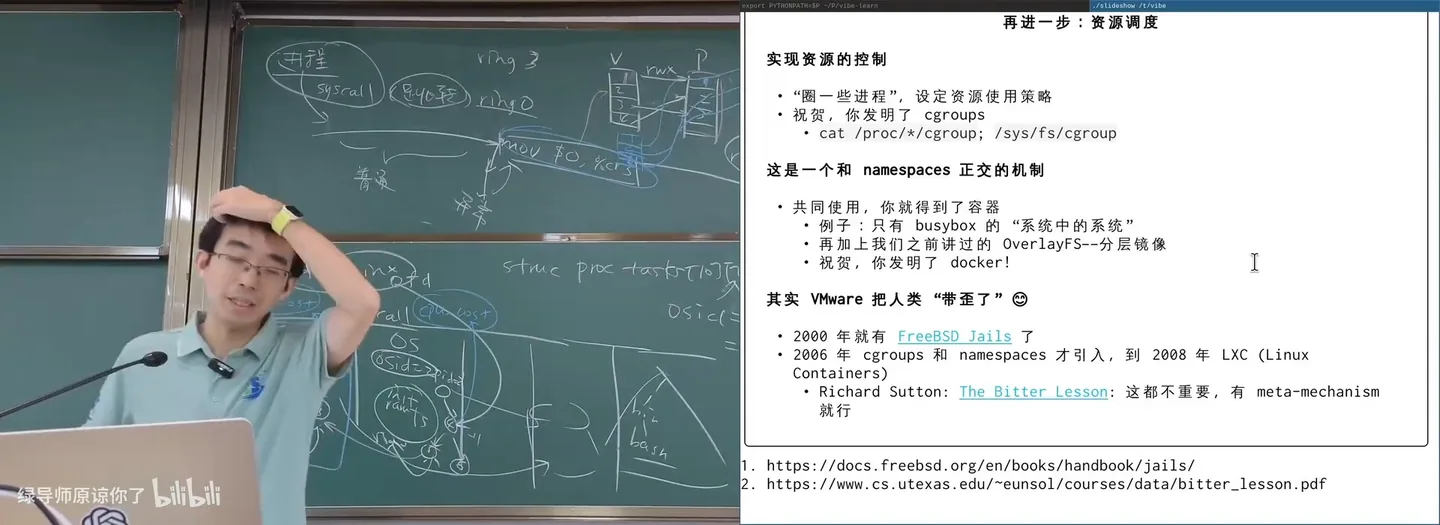 export PYTHONPATH=$P ~/P/vibe-learn
./slideshow /t/vibe
再进一步：资源调度
实现资源的控制
• “圈一些进程”，设定资源使用策略
• 祝贺，你发明了 cgroups
• cat /proc/*/cgroup; /sys/fs/cgroup
这是一个和 namespaces 正交的机制
• 共同使用，你就得到了容器
• 例子：只有 busybox 的 “系统中的系统”
• 再加上我们之前讲过的 OverlayFS--分层镜像
• 祝贺，你发明了 docker!
其实 VMware 把人类 “带歪了” 😊
• 2000 年就有 FreeBSD Jails 了
• 2006 年 cgroups 和 namespaces 才引入，到 2008 年 LXC (Linux
Containers)
• Richard Sutton: The Bitter Lesson: 这都不重要，有 meta-mechanism
就行
1. https://docs.freebsd.org/en/books/handbook/jails/
2. https://www.cs.utexas.edu/~eunsol/courses/data/bitter_lesson.pdf
进程
syscall
ring 3
ring 0
V
rwx
P
mov $0, %cr3
普通
异常
struc proc tasks[10]
OS
bin
bash
绿导师原谅你了 bilibili